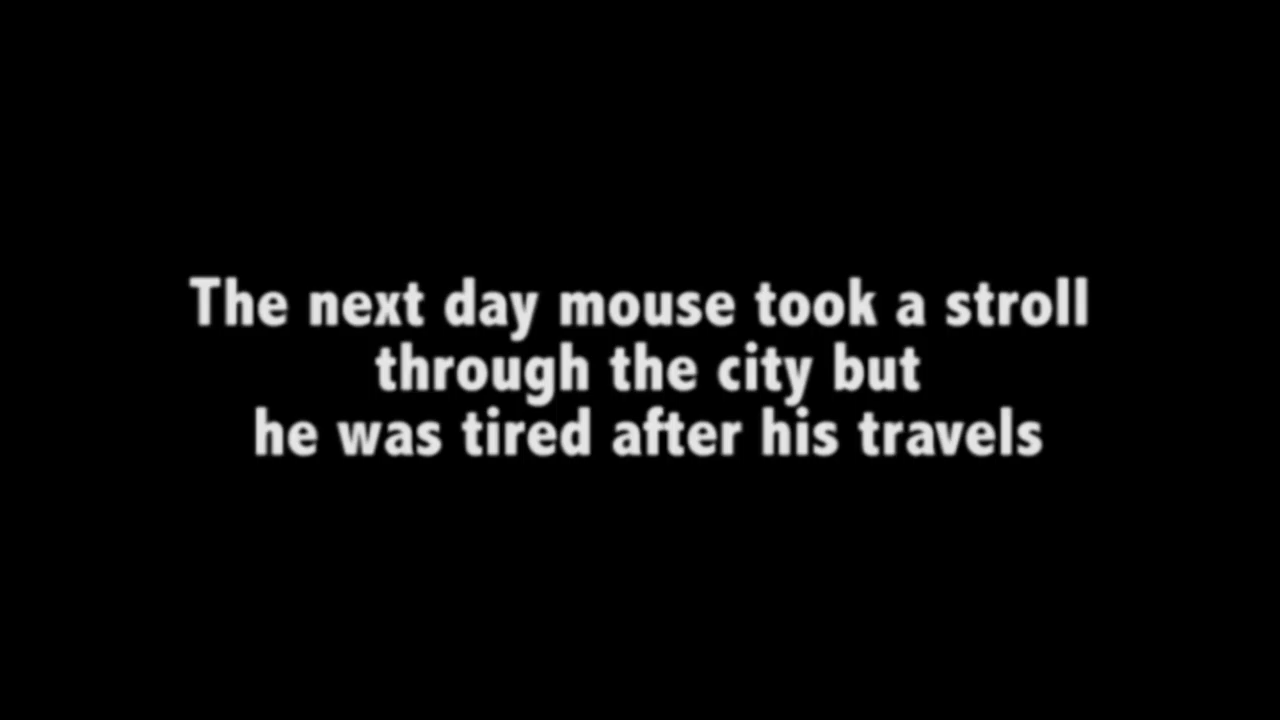 The next day mouse took a stroll
through the city but
he was tired after his travels